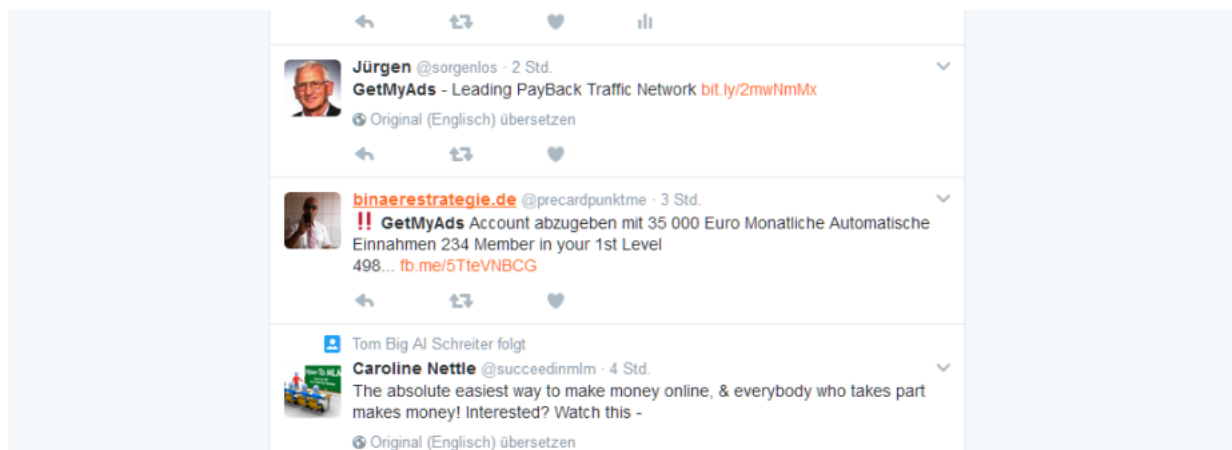 Jürgen @sorgenlos · 2 Std.
GetMyAds - Leading PayBack Traffic Network bit.ly/2mwNmMx
Original (Englisch) übersetzen
binaerestrategie.de @precardpunktme · 3 Std.
‼ GetMyAds Account abzugeben mit 35 000 Euro Monatliche Automatische
Einnahmen 234 Member in your 1st Level
498... fb.me/5TteVNBCG
Tom Big Al Schreiter folgt
Caroline Nettle @succeedinmlm · 4 Std.
The absolute easiest way to make money online, & everybody who takes part
makes money! Interested? Watch this -
Original (Englisch) übersetzen